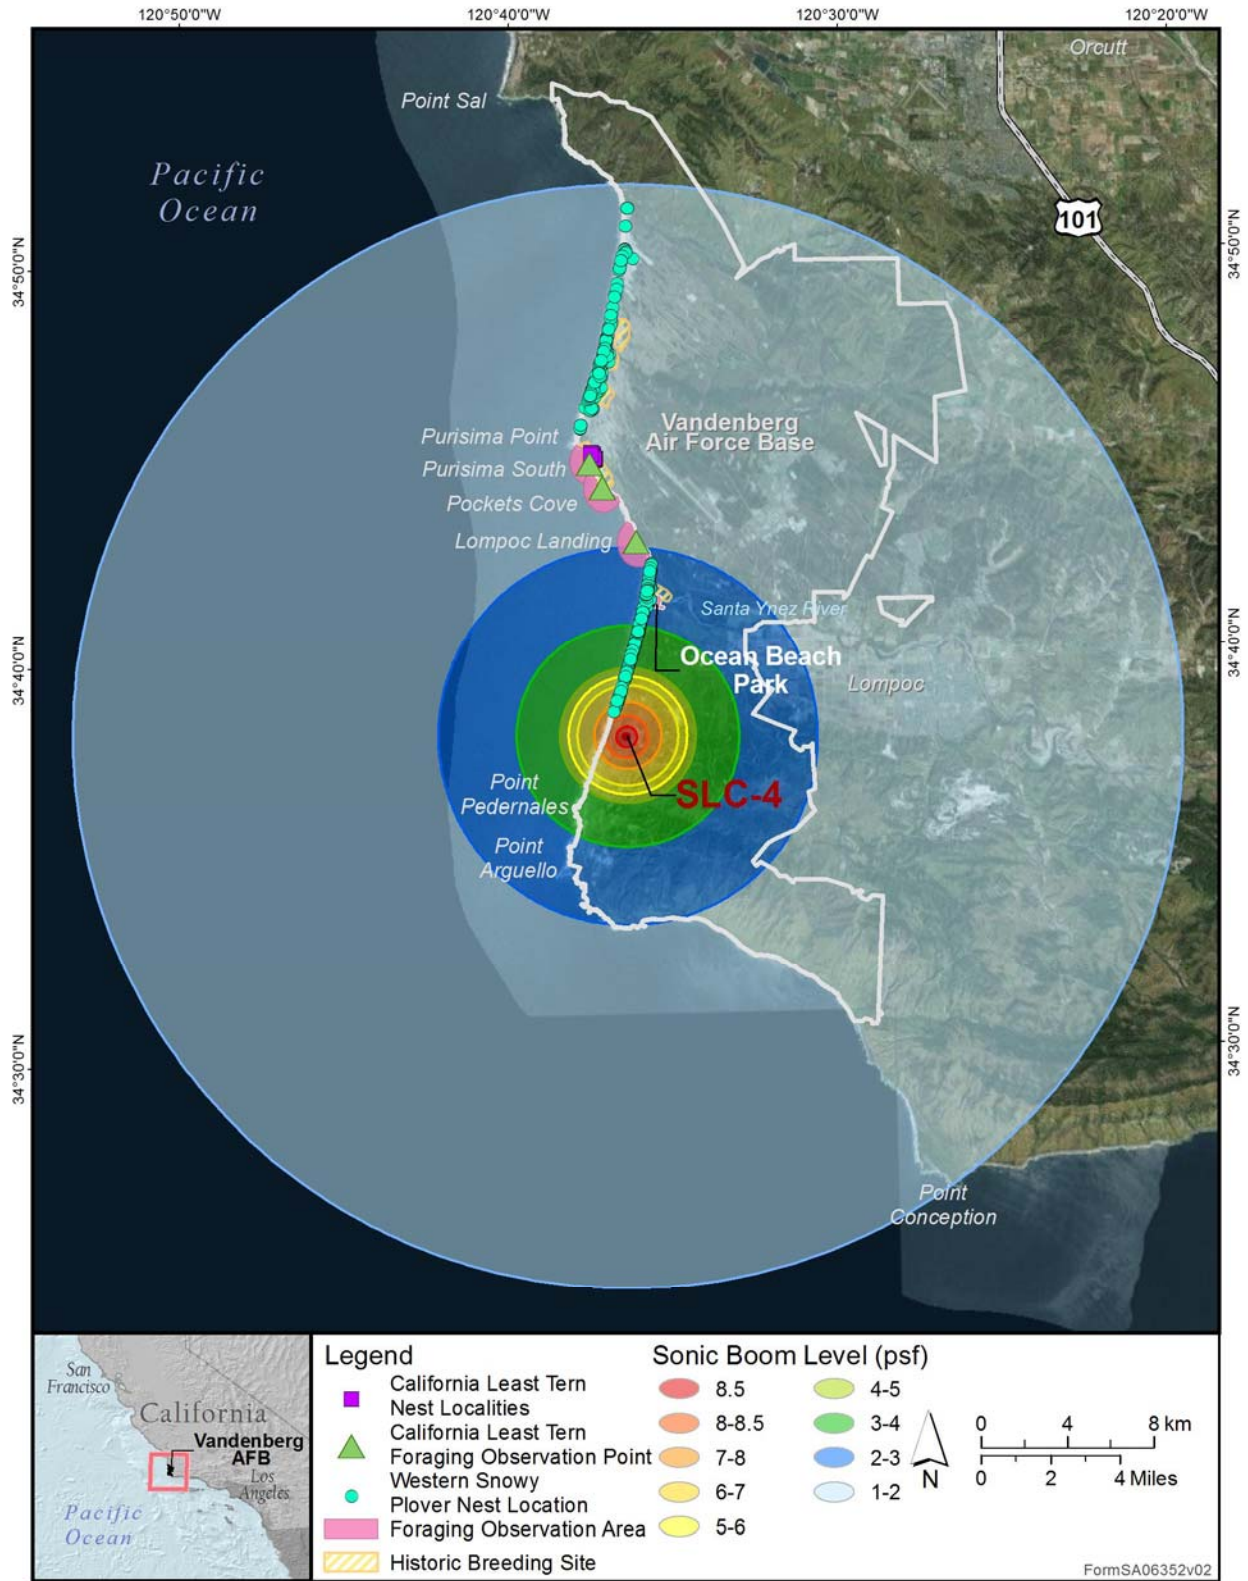 120°50'0"W
120°40'0"W
120°30'0"W
120°20'0"W
Orcutt
Point Sal
Pacific
Ocean
101
34°50'0"N
34°50'0"N
Vandenberg
Air Force Base
Purisima Point
Purisima South
Pockets Cove
Lompoc Landing
Santa Ynez River
Ocean Beach
Park
Lompoc
34°40'0"N
34°40'0"N
SLC-4
Point
Pedernales
Point
Arguello
34°30'0"N
34°30'0"N
Point
Conception
San
Francisco
California
Vandenberg
AFB
Los
Angeles
Pacific
Ocean
Legend
California Least Tern
Nest Localities
California Least Tern
Foraging Observation Point
Western Snowy
Plover Nest Location
Foraging Observation Area
Historic Breeding Site
Sonic Boom Level (psf)
8.5
8-8.5
7-8
6-7
5-6
4-5
3-4
2-3
1-2
N
0 4 8 km
0 2 4 Miles
FormSA06352v02